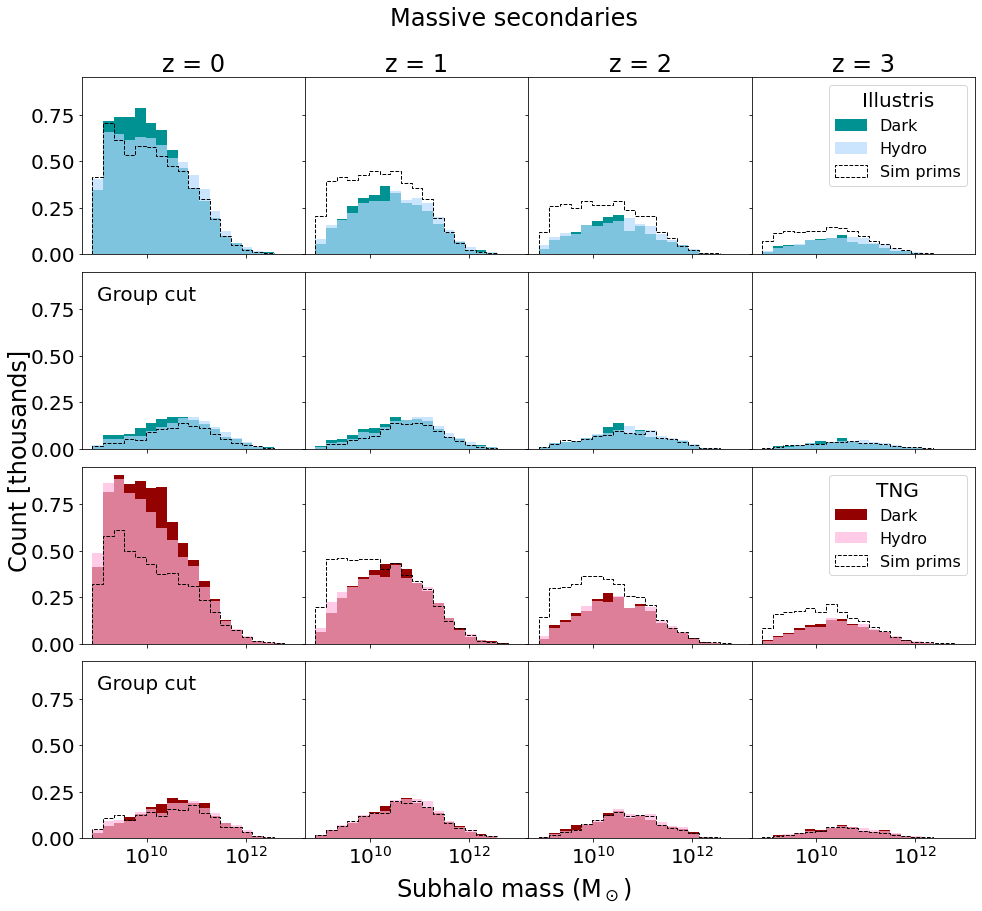 Massive secondaries
z = 0
z = 1
z = 2
z = 3
Illustris
Dark
Hydro
Sim prims
0.75
0.50
0.25
0.00
Group cut
0.75
0.50
0.25
0.00
Count [thousands]
TNG
Dark
Hydro
Sim prims
0.75
0.50
0.25
0.00
Group cut
0.75
0.50
0.25
0.00
10^10 10^12 10^10 10^12 10^10 10^12 10^10 10^12
Subhalo mass (M_⊙)